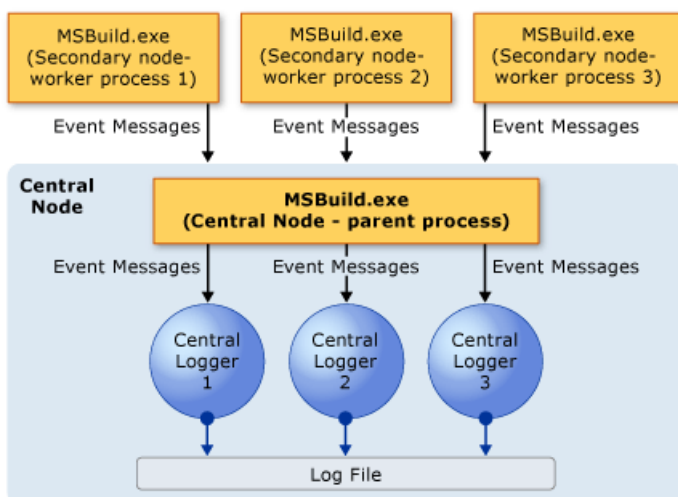 MSBuild.exe
(Secondary node-
worker process 1)
MSBuild.exe
(Secondary node-
worker process 2)
MSBuild.exe
(Secondary node-
worker process 3)
Event Messages
Event Messages
Event Messages
Central
Node
MSBuild.exe
(Central Node - parent process)
Event Messages
Event Messages
Event Messages
Central
Logger
1
Central
Logger
2
Central
Logger
3
Log File